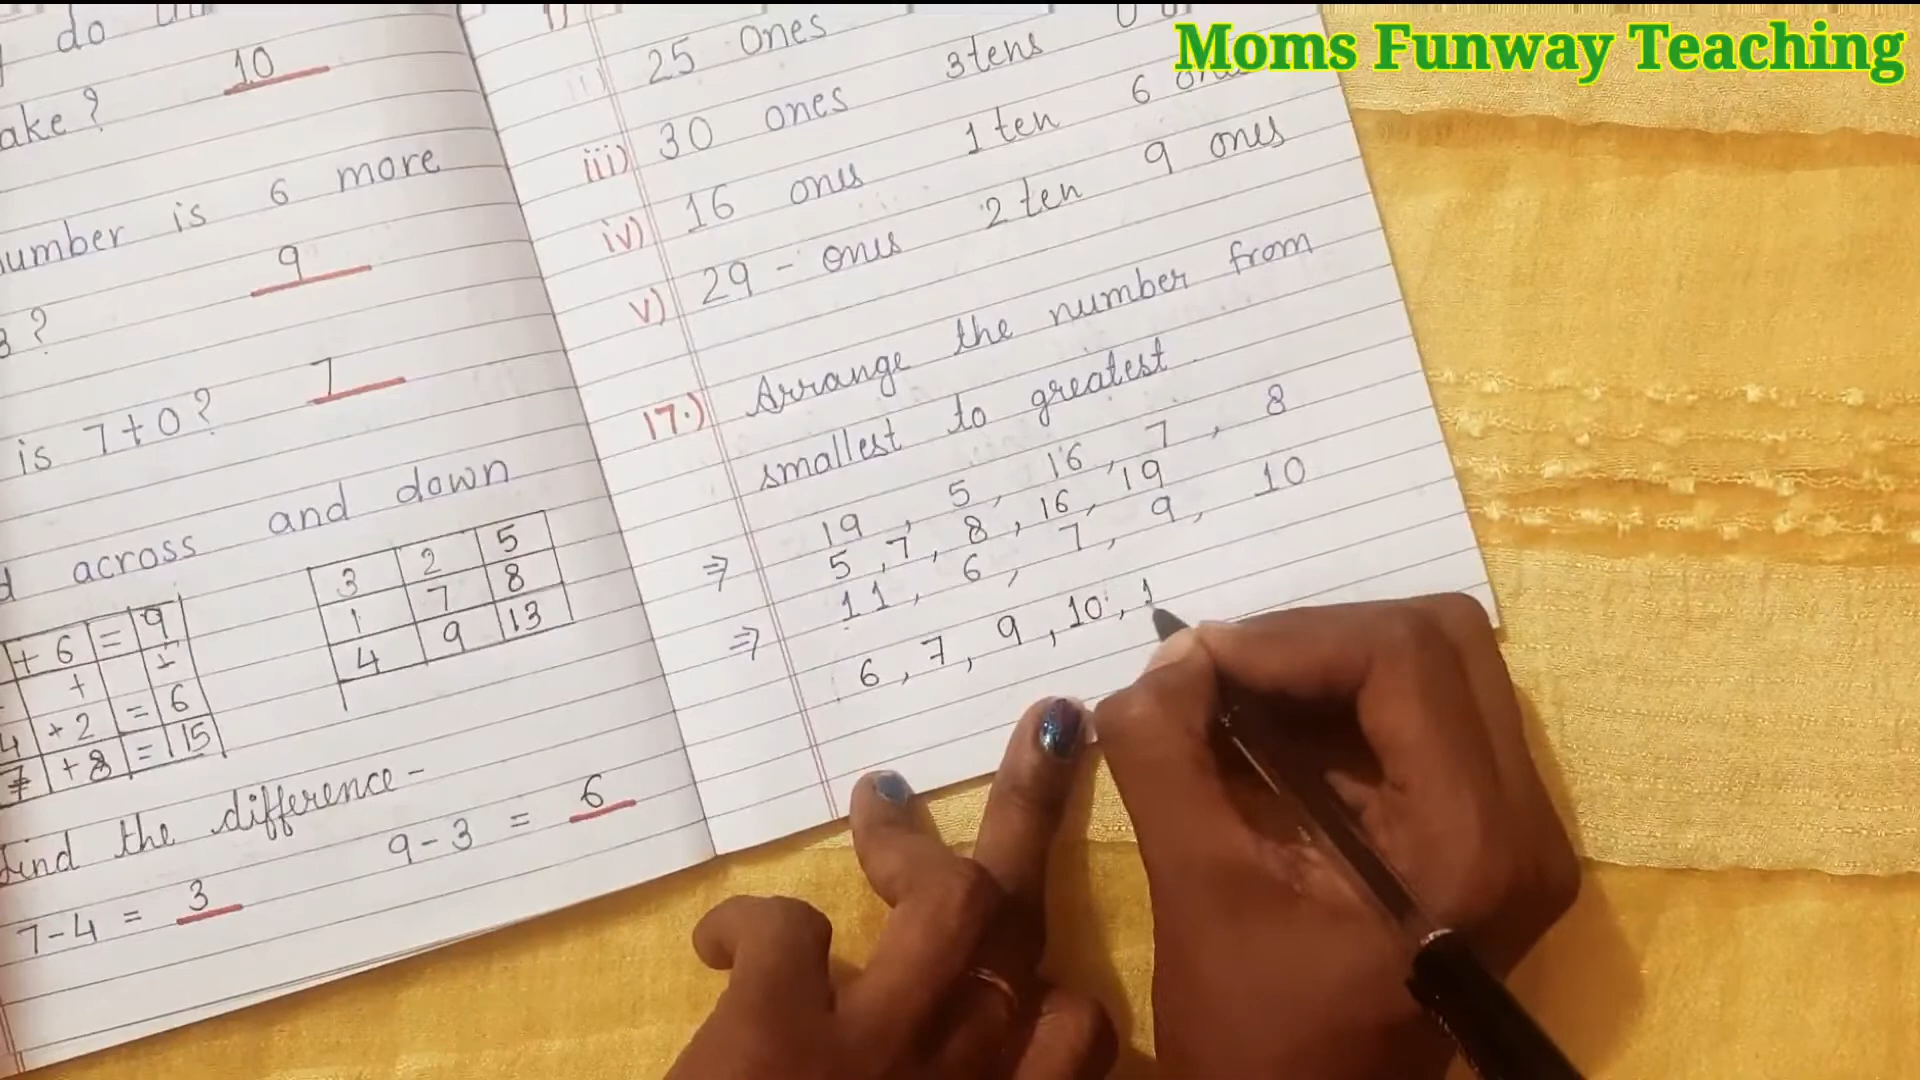 Moms Funway Teaching
do
ake?
10
umber is 6 more
3?
9
is 7+0?
7
across and down
+ 6 = 9
+
4 + 2 = 6
7 + 8 = 15
3 2 5
1 7 8
4 9 13
find the difference -
7-4 = 3
9-3 = 6
25 ones
iii) 30 ones 3tens
iv) 16 ones 1 ten 6
v) 29 - ones 2 ten 9 ones
17.) Arrange the number from
smallest to greatest
19, 5, 16, 7, 8
⇒ 5,7, 8,16, 19
11, 6, 7, 9, 10
⇒ 6,7, 9,10, 1